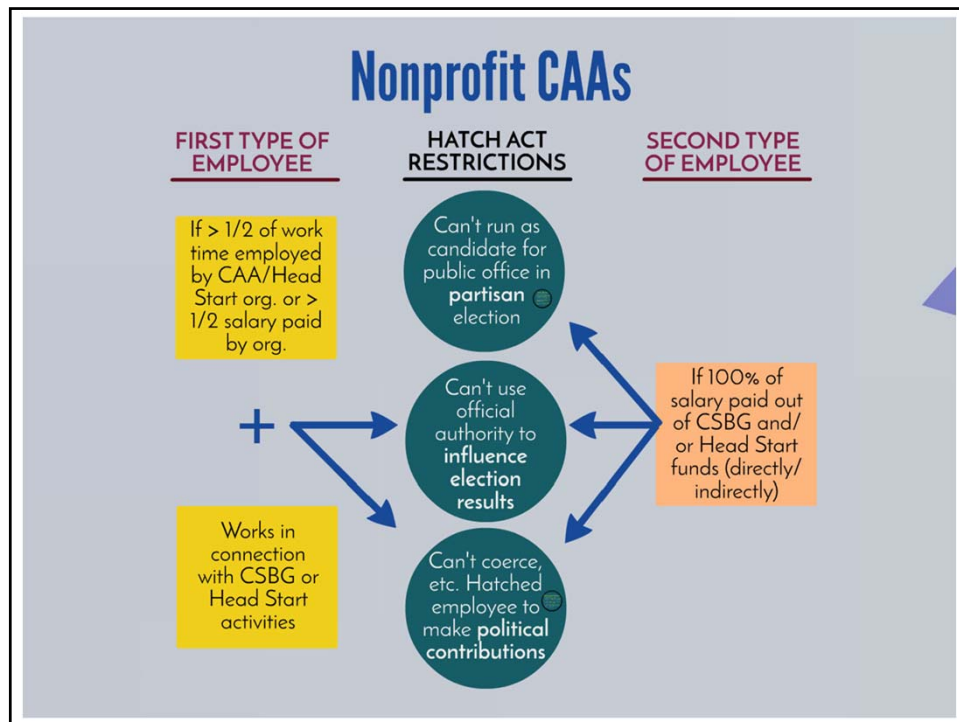 Nonprofit CAAs
FIRST TYPE OF
EMPLOYEE
HATCH ACT
RESTRICTIONS
SECOND TYPE
OF EMPLOYEE
If > 1/2 of work
time employed
by CAA/Head
Start org. or >
1/2 salary paid
by org.
+
Works in
connection
with CSBG or
Head Start
activities
Can't run as
candidate for
public office in
partisan
election
Can't use
official
authority to
influence
election
results
Can't coerce,
etc. Hatched
employee to
make political
contributions
If 100% of
salary paid out
of CSBG and/
or Head Start
funds (directly/
indirectly)